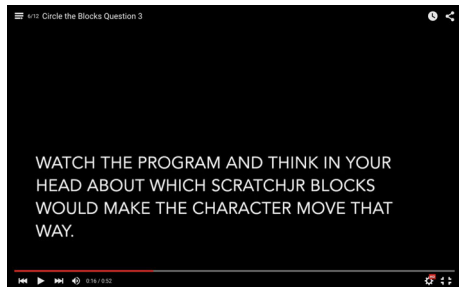 6/12 Circle the Blocks Question 3
WATCH THE PROGRAM AND THINK IN YOUR
HEAD ABOUT WHICH SCRATCHJR BLOCKS
WOULD MAKE THE CHARACTER MOVE THAT
WAY.
0:16 / 0:52